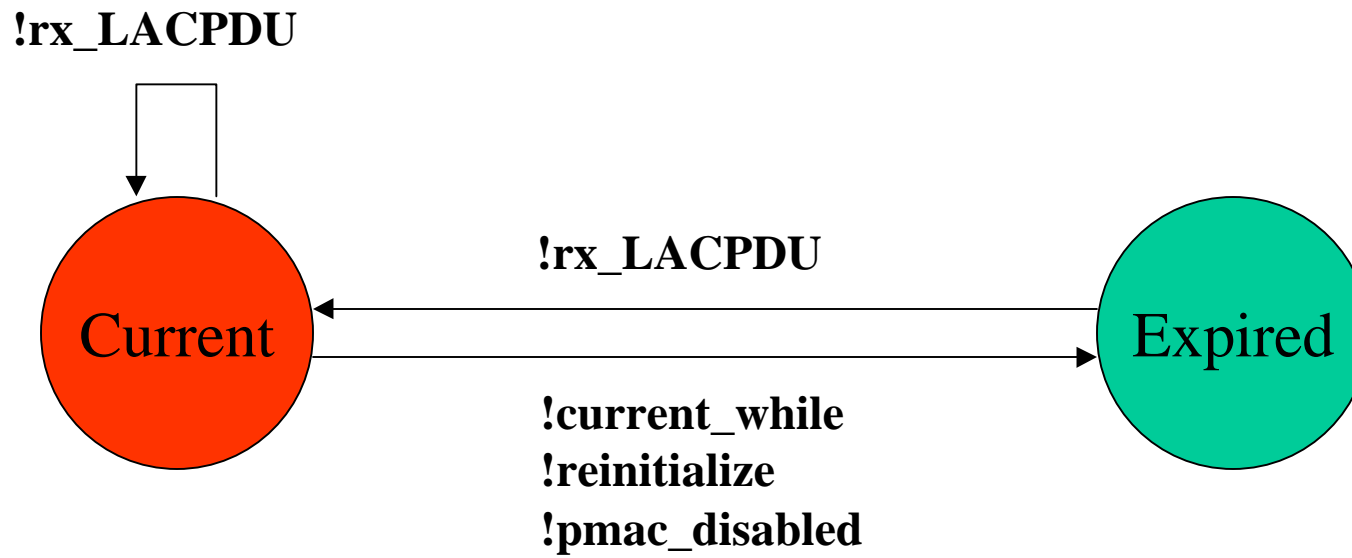 !rx_LACPDU
!rx_LACPDU
Current
Expired
!current_while
!reinitialize
!pmac_disabled